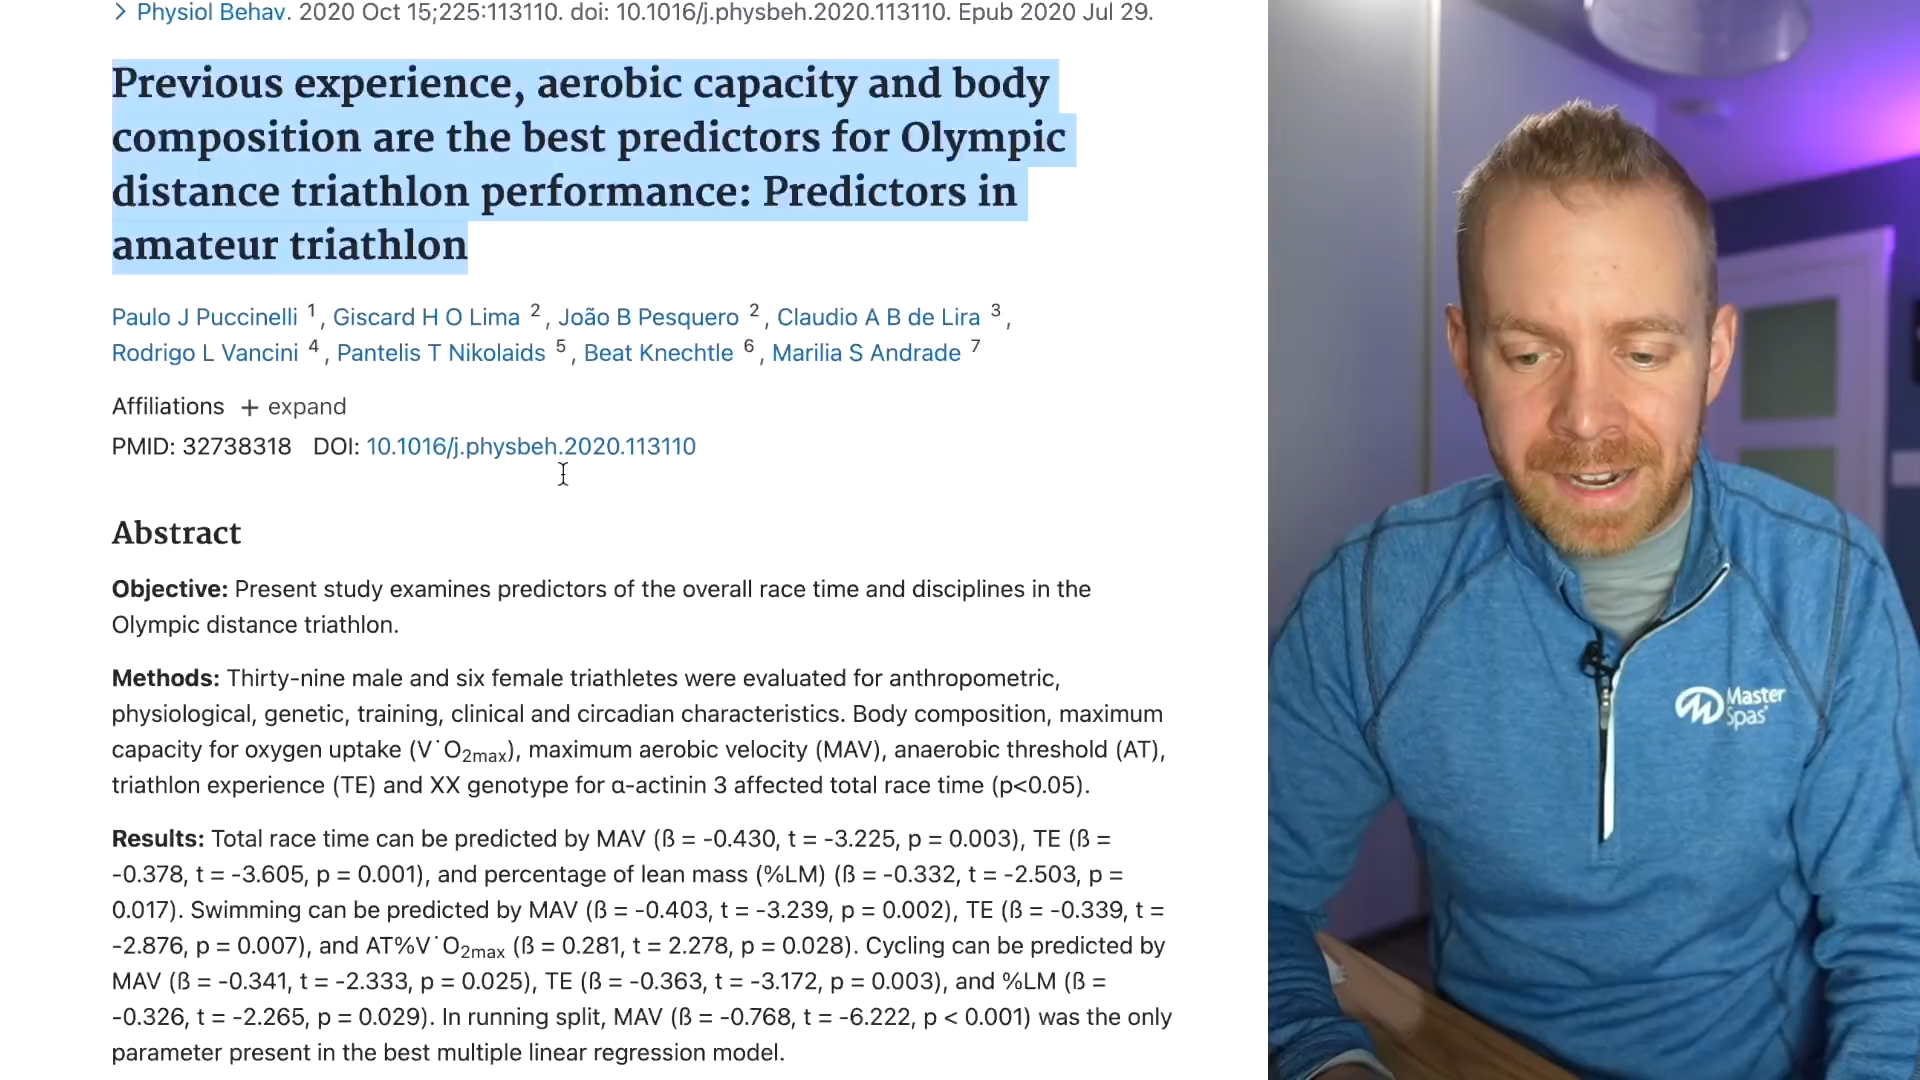 > Physiol Behav. 2020 Oct 15;225:113110. doi: 10.1016/j.physbeh.2020.113110. Epub 2020 Jul 29.
Previous experience, aerobic capacity and body
composition are the best predictors for Olympic
distance triathlon performance: Predictors in
amateur triathlon
Paulo J Puccinelli 1, Giscard H O Lima 2, João B Pesquero 2, Claudio A B de Lira 3,
Rodrigo L Vancini 4, Pantelis T Nikolaids 5, Beat Knechtle 6, Marilia S Andrade 7
Affiliations + expand
PMID: 32738318 DOI: 10.1016/j.physbeh.2020.113110
Abstract
Objective: Present study examines predictors of the overall race time and disciplines in the
Olympic distance triathlon.
Methods: Thirty-nine male and six female triathletes were evaluated for anthropometric,
physiological, genetic, training, clinical and circadian characteristics. Body composition, maximum
capacity for oxygen uptake (V˙O2max), maximum aerobic velocity (MAV), anaerobic threshold (AT),
triathlon experience (TE) and XX genotype for α-actinin 3 affected total race time (p<0.05).
Results: Total race time can be predicted by MAV (ß = -0.430, t = -3.225, p = 0.003), TE (ß =
-0.378, t = -3.605, p = 0.001), and percentage of lean mass (%LM) (ß = -0.332, t = -2.503, p =
0.017). Swimming can be predicted by MAV (ß = -0.403, t = -3.239, p = 0.002), TE (ß = -0.339, t =
-2.876, p = 0.007), and AT%V˙O2max (ß = 0.281, t = 2.278, p = 0.028). Cycling can be predicted by
MAV (ß = -0.341, t = -2.333, p = 0.025), TE (ß = -0.363, t = -3.172, p = 0.003), and %LM (ß =
-0.326, t = -2.265, p = 0.029). In running split, MAV (ß = -0.768, t = -6.222, p < 0.001) was the only
parameter present in the best multiple linear regression model.
Master
Spas